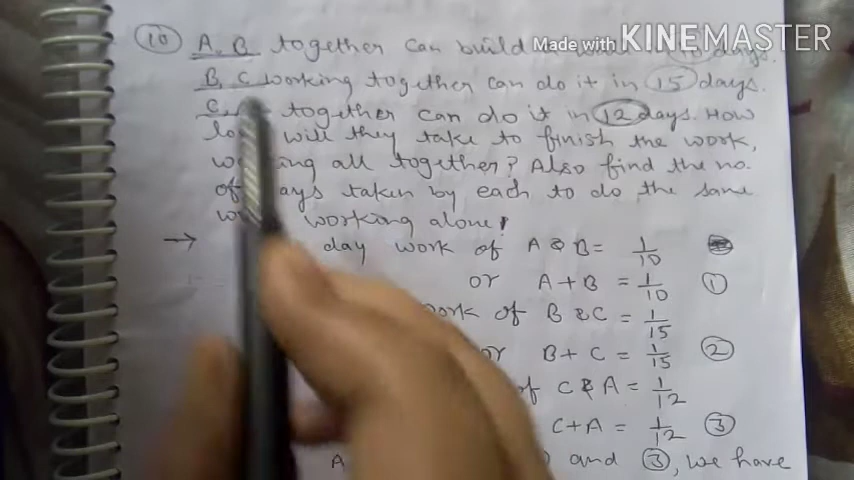 Made with KINEMASTER
(10) A, B together can build days.
B, C working together can do it in 15 days.
C, together can do it in 12 days. How
will they take to finish the work,
all together? Also find the no.
of taken by each to do the same
working alone!
→ day work of A & B = 1/10
or A + B = 1/10 (1)
of B & C = 1/15
or B + C = 1/15 (2)
of C & A = 1/12
C + A = 1/12 (3)
A and (3), we have